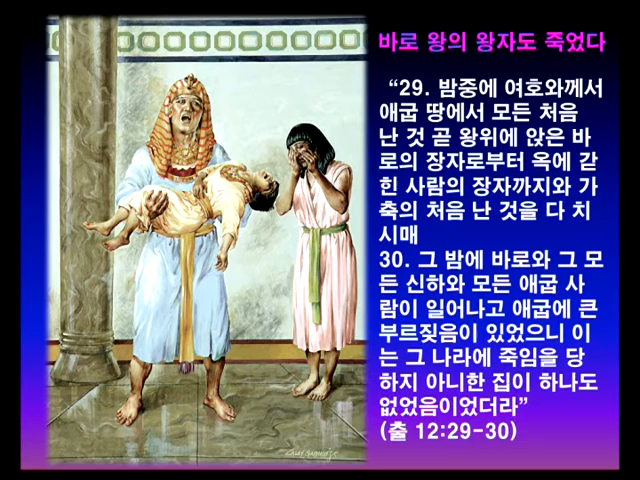 바로 왕의 왕자도 죽었다
“29. 밤중에 여호와께서
애굽 땅에서 모든 처음
난 것 곧 왕위에 앉은 바
로의 장자로부터 옥에 갇
힌 사람의 장자까지와 가
축의 처음 난 것을 다 치
시매
30. 그 밤에 바로와 그 모
든 신하와 모든 애굽 사
람이 일어나고 애굽에 큰
부르짖음이 있었으니 이
는 그 나라에 죽임을 당
하지 아니한 집이 하나도
없었음이었더라”
(출 12:29-30)